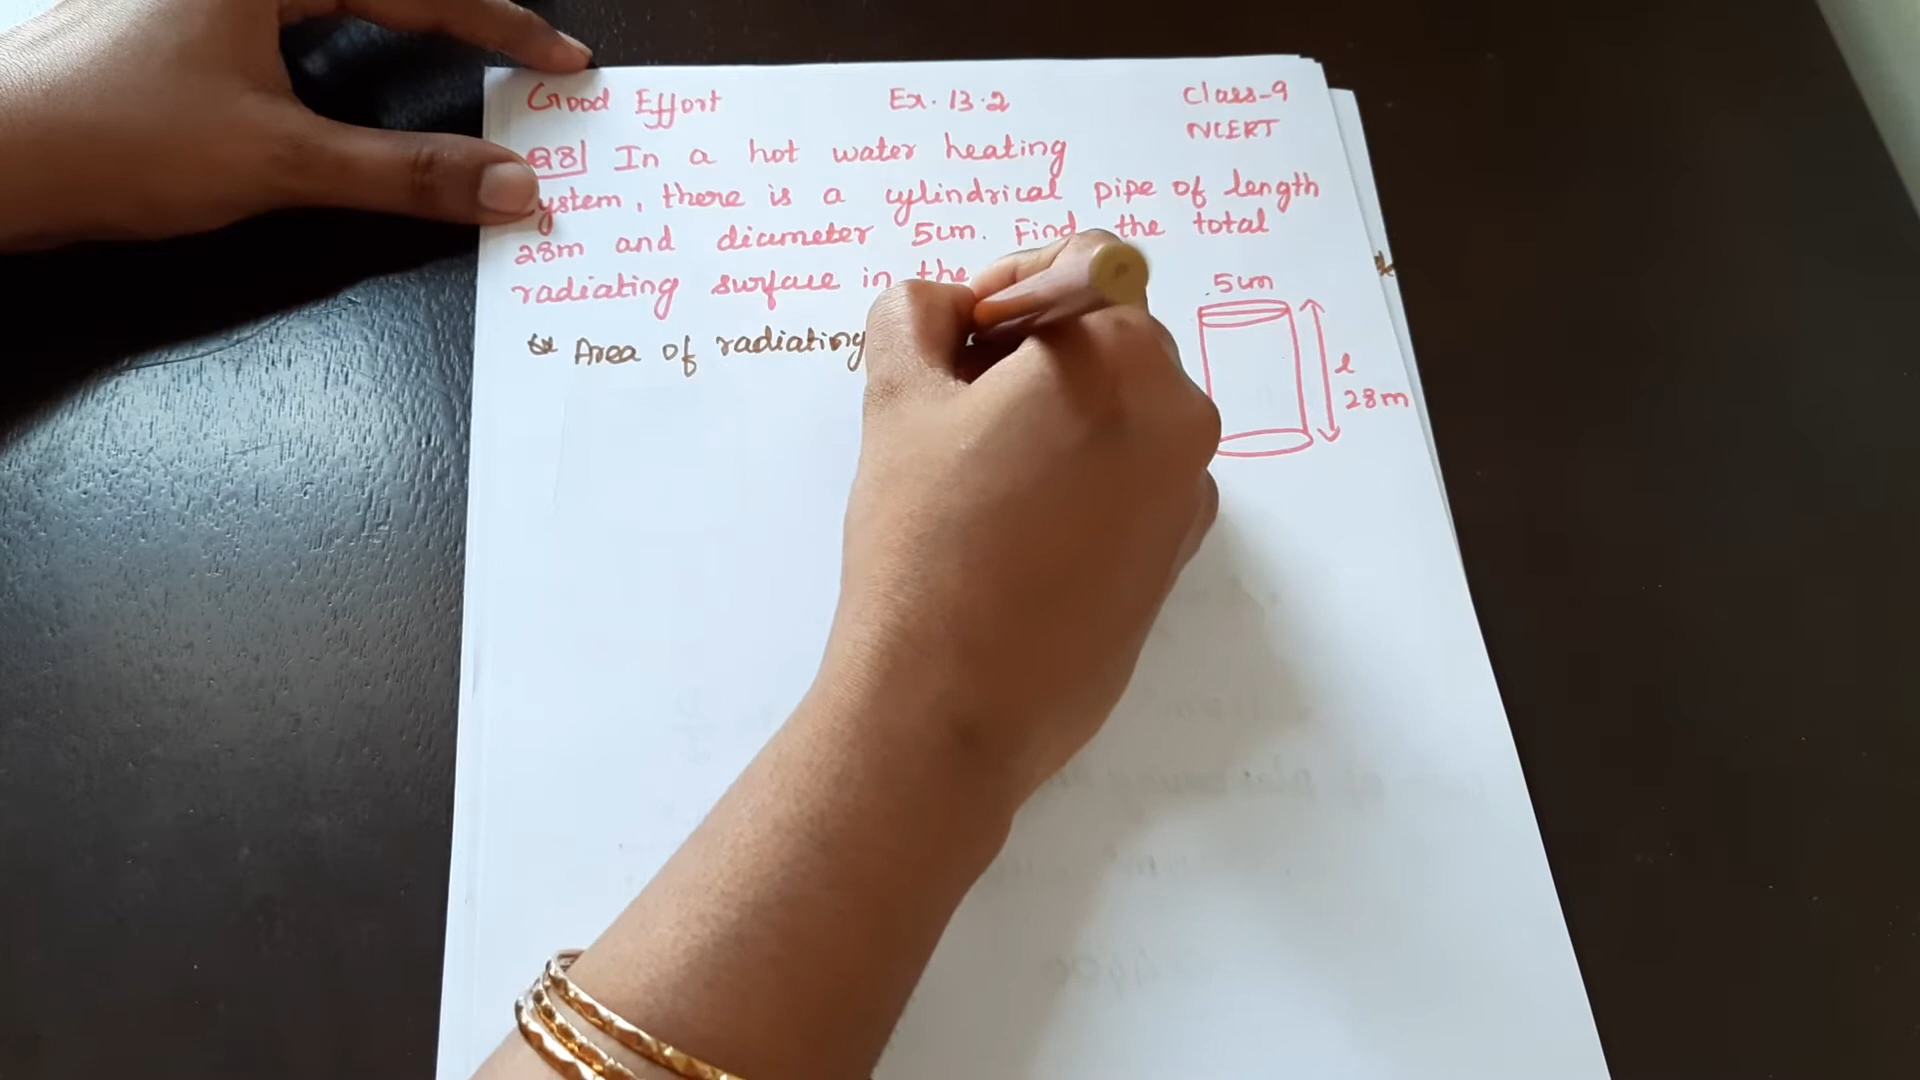 Good Effort Ex. 13.2 Class-9
NCERT
Q8| In a hot water heating
ystem, there is a cylindrical pipe of length
28m and diameter 5cm. Find the total
radiating surface in the
5cm
Area of radiating
l
28m